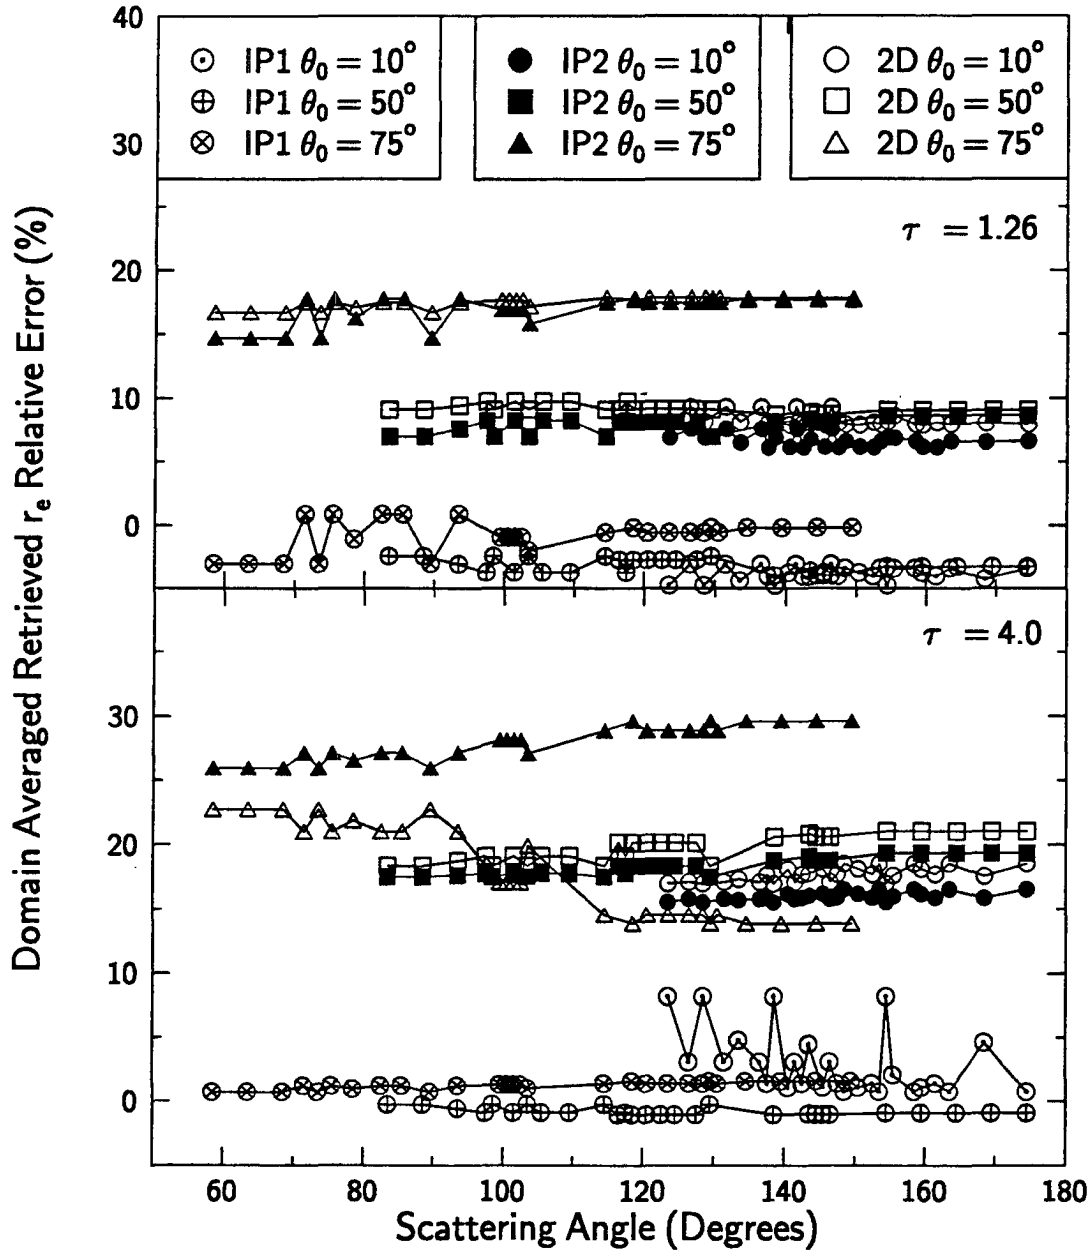 40
30
20
10
0
IP1 θ₀ = 10°
IP1 θ₀ = 50°
IP1 θ₀ = 75°
IP2 θ₀ = 10°
IP2 θ₀ = 50°
IP2 θ₀ = 75°
2D θ₀ = 10°
2D θ₀ = 50°
2D θ₀ = 75°
τ = 1.26
Domain Averaged Retrieved rₑ Relative Error (%)
τ = 4.0
30
20
10
0
60 80 100 120 140 160 180
Scattering Angle (Degrees)